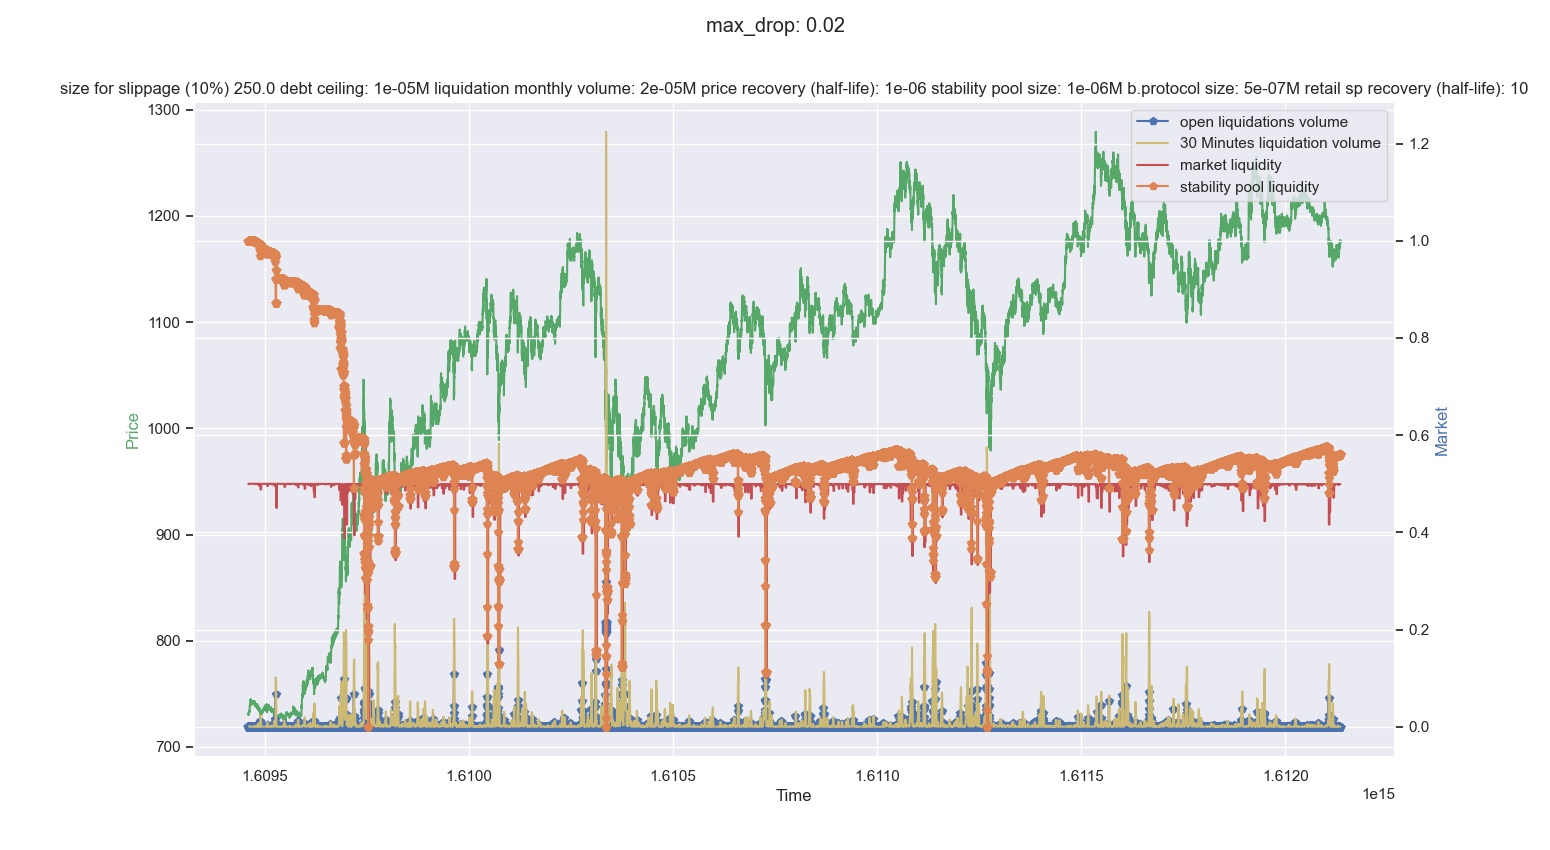 max_drop: 0.02
size for slippage (10%) 250.0 debt ceiling: 1e-05M liquidation monthly volume: 2e-05M price recovery (half-life): 1e-06 stability pool size: 1e-06M b.protocol size: 5e-07M retail sp recovery (half-life): 10
open liquidations volume
30 Minutes liquidation volume
market liquidity
stability pool liquidity
1300
1200
1100
1000
900
800
700
Price
1.2
1.0
0.8
0.6
0.4
0.2
0.0
Market
1.6095 1.6100 1.6105 1.6110 1.6115 1.6120
Time
1e15